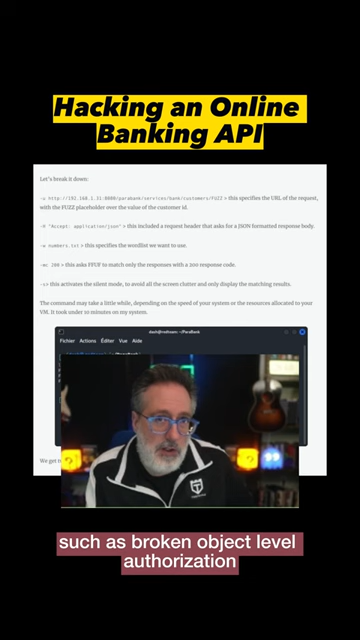 Hacking an Online
Banking API
Let's break it down:
-u http://192.168.1.31:8080/parabank/services/bank/customers/FUZZ > this specifies the URL of the request,
with the FUZZ placeholder over the value of the customer id.
-H "Accept: application/json" > this included a request header that asks for a JSON formatted response body.
-w numbers.txt > this specifies the wordlist we want to use.
-mc 200 > this asks FFUF to match only the responses with a 200 response code.
-s> this activates the silent mode, to avoid all the screen clutter and only display the matching results.
The command may take a little while, depending on the speed of your system or the resources allocated to your
VM. It took under 10 minutes on my system.
Fichier Actions Éditer Vue Aide
We get
such as broken object level
authorization